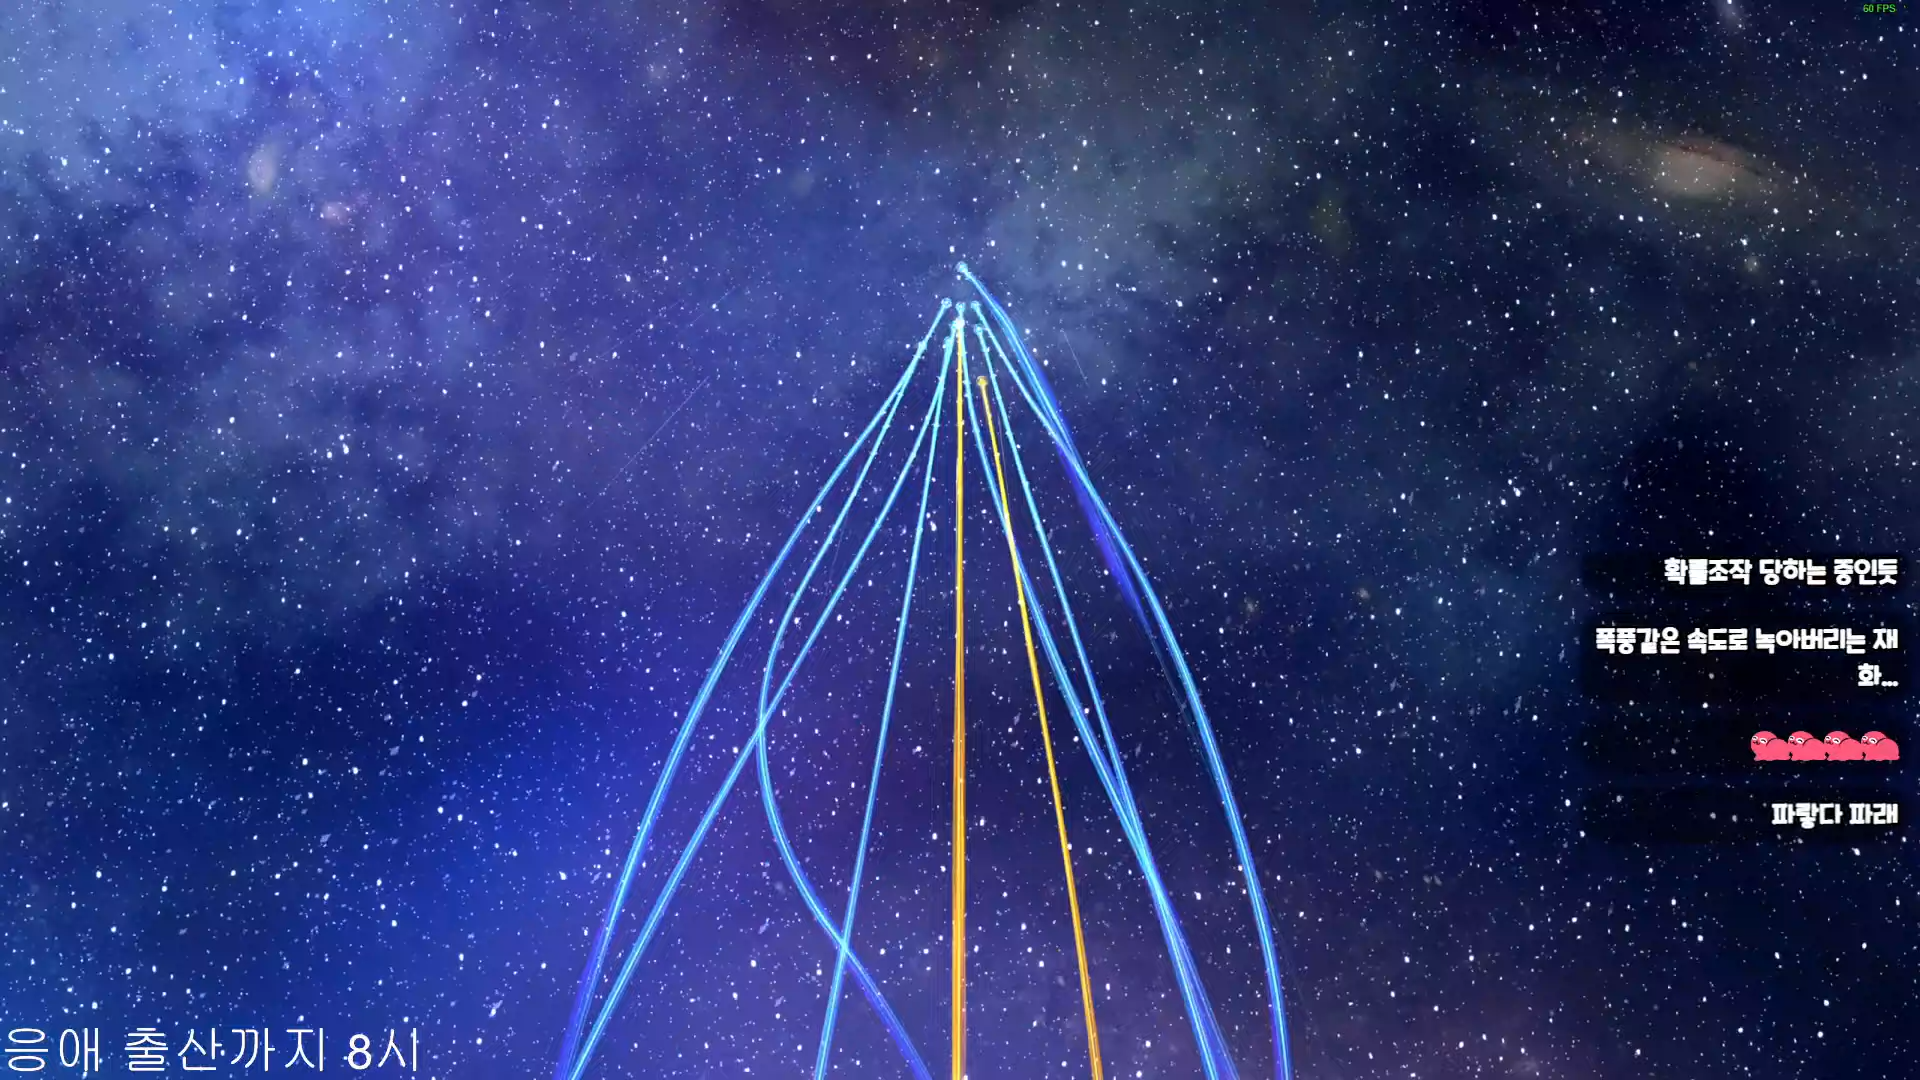 60 FPS
확률조작 당하는 중인듯
폭풍같은 속도로 녹아버리는 재
화...
파랗다 파래
응애 출산까지 8시